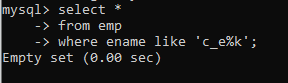 mysql> select *
    -> from emp
    -> where ename like 'c_e%k';
Empty set (0.00 sec)